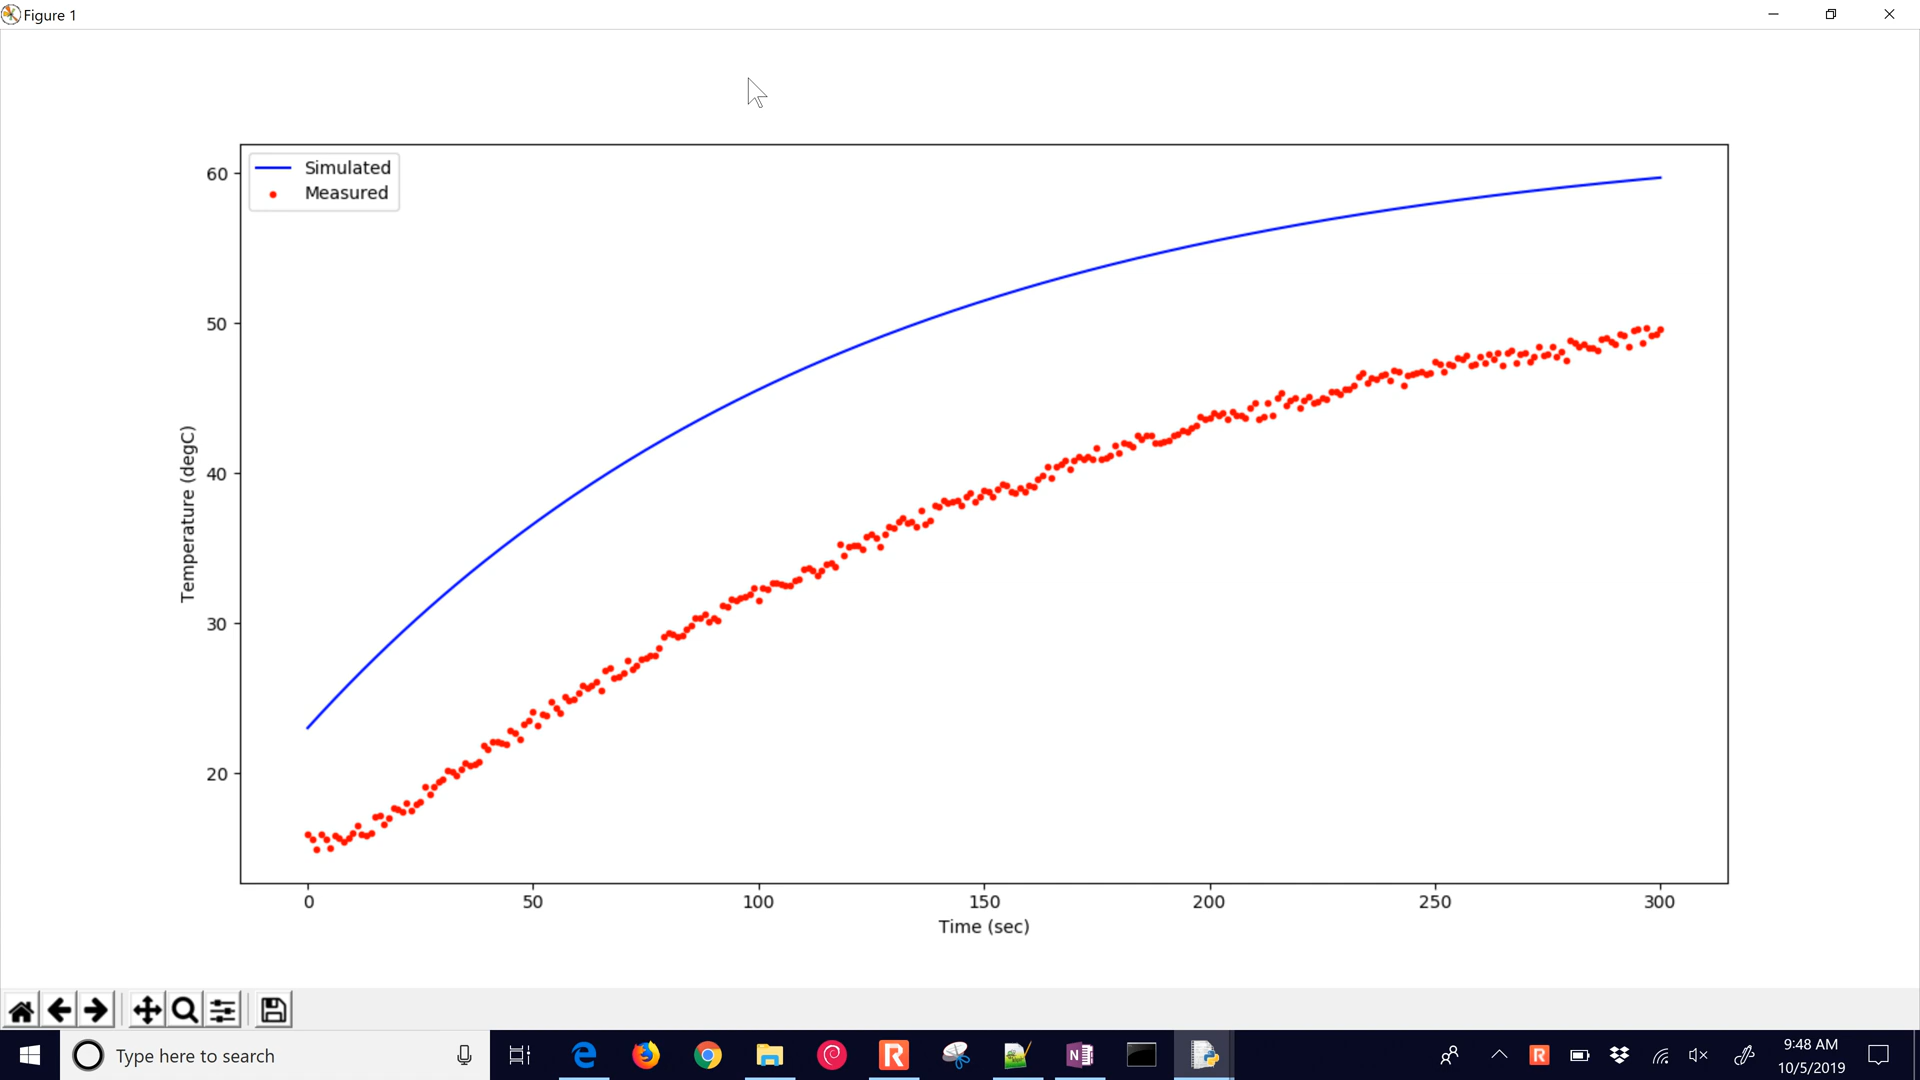 Figure 1
Simulated
Measured
60
50
40
30
20
Temperature (degC)
0 50 100 150 200 250 300
Time (sec)
Type here to search
R
N
R
9:48 AM
10/5/2019